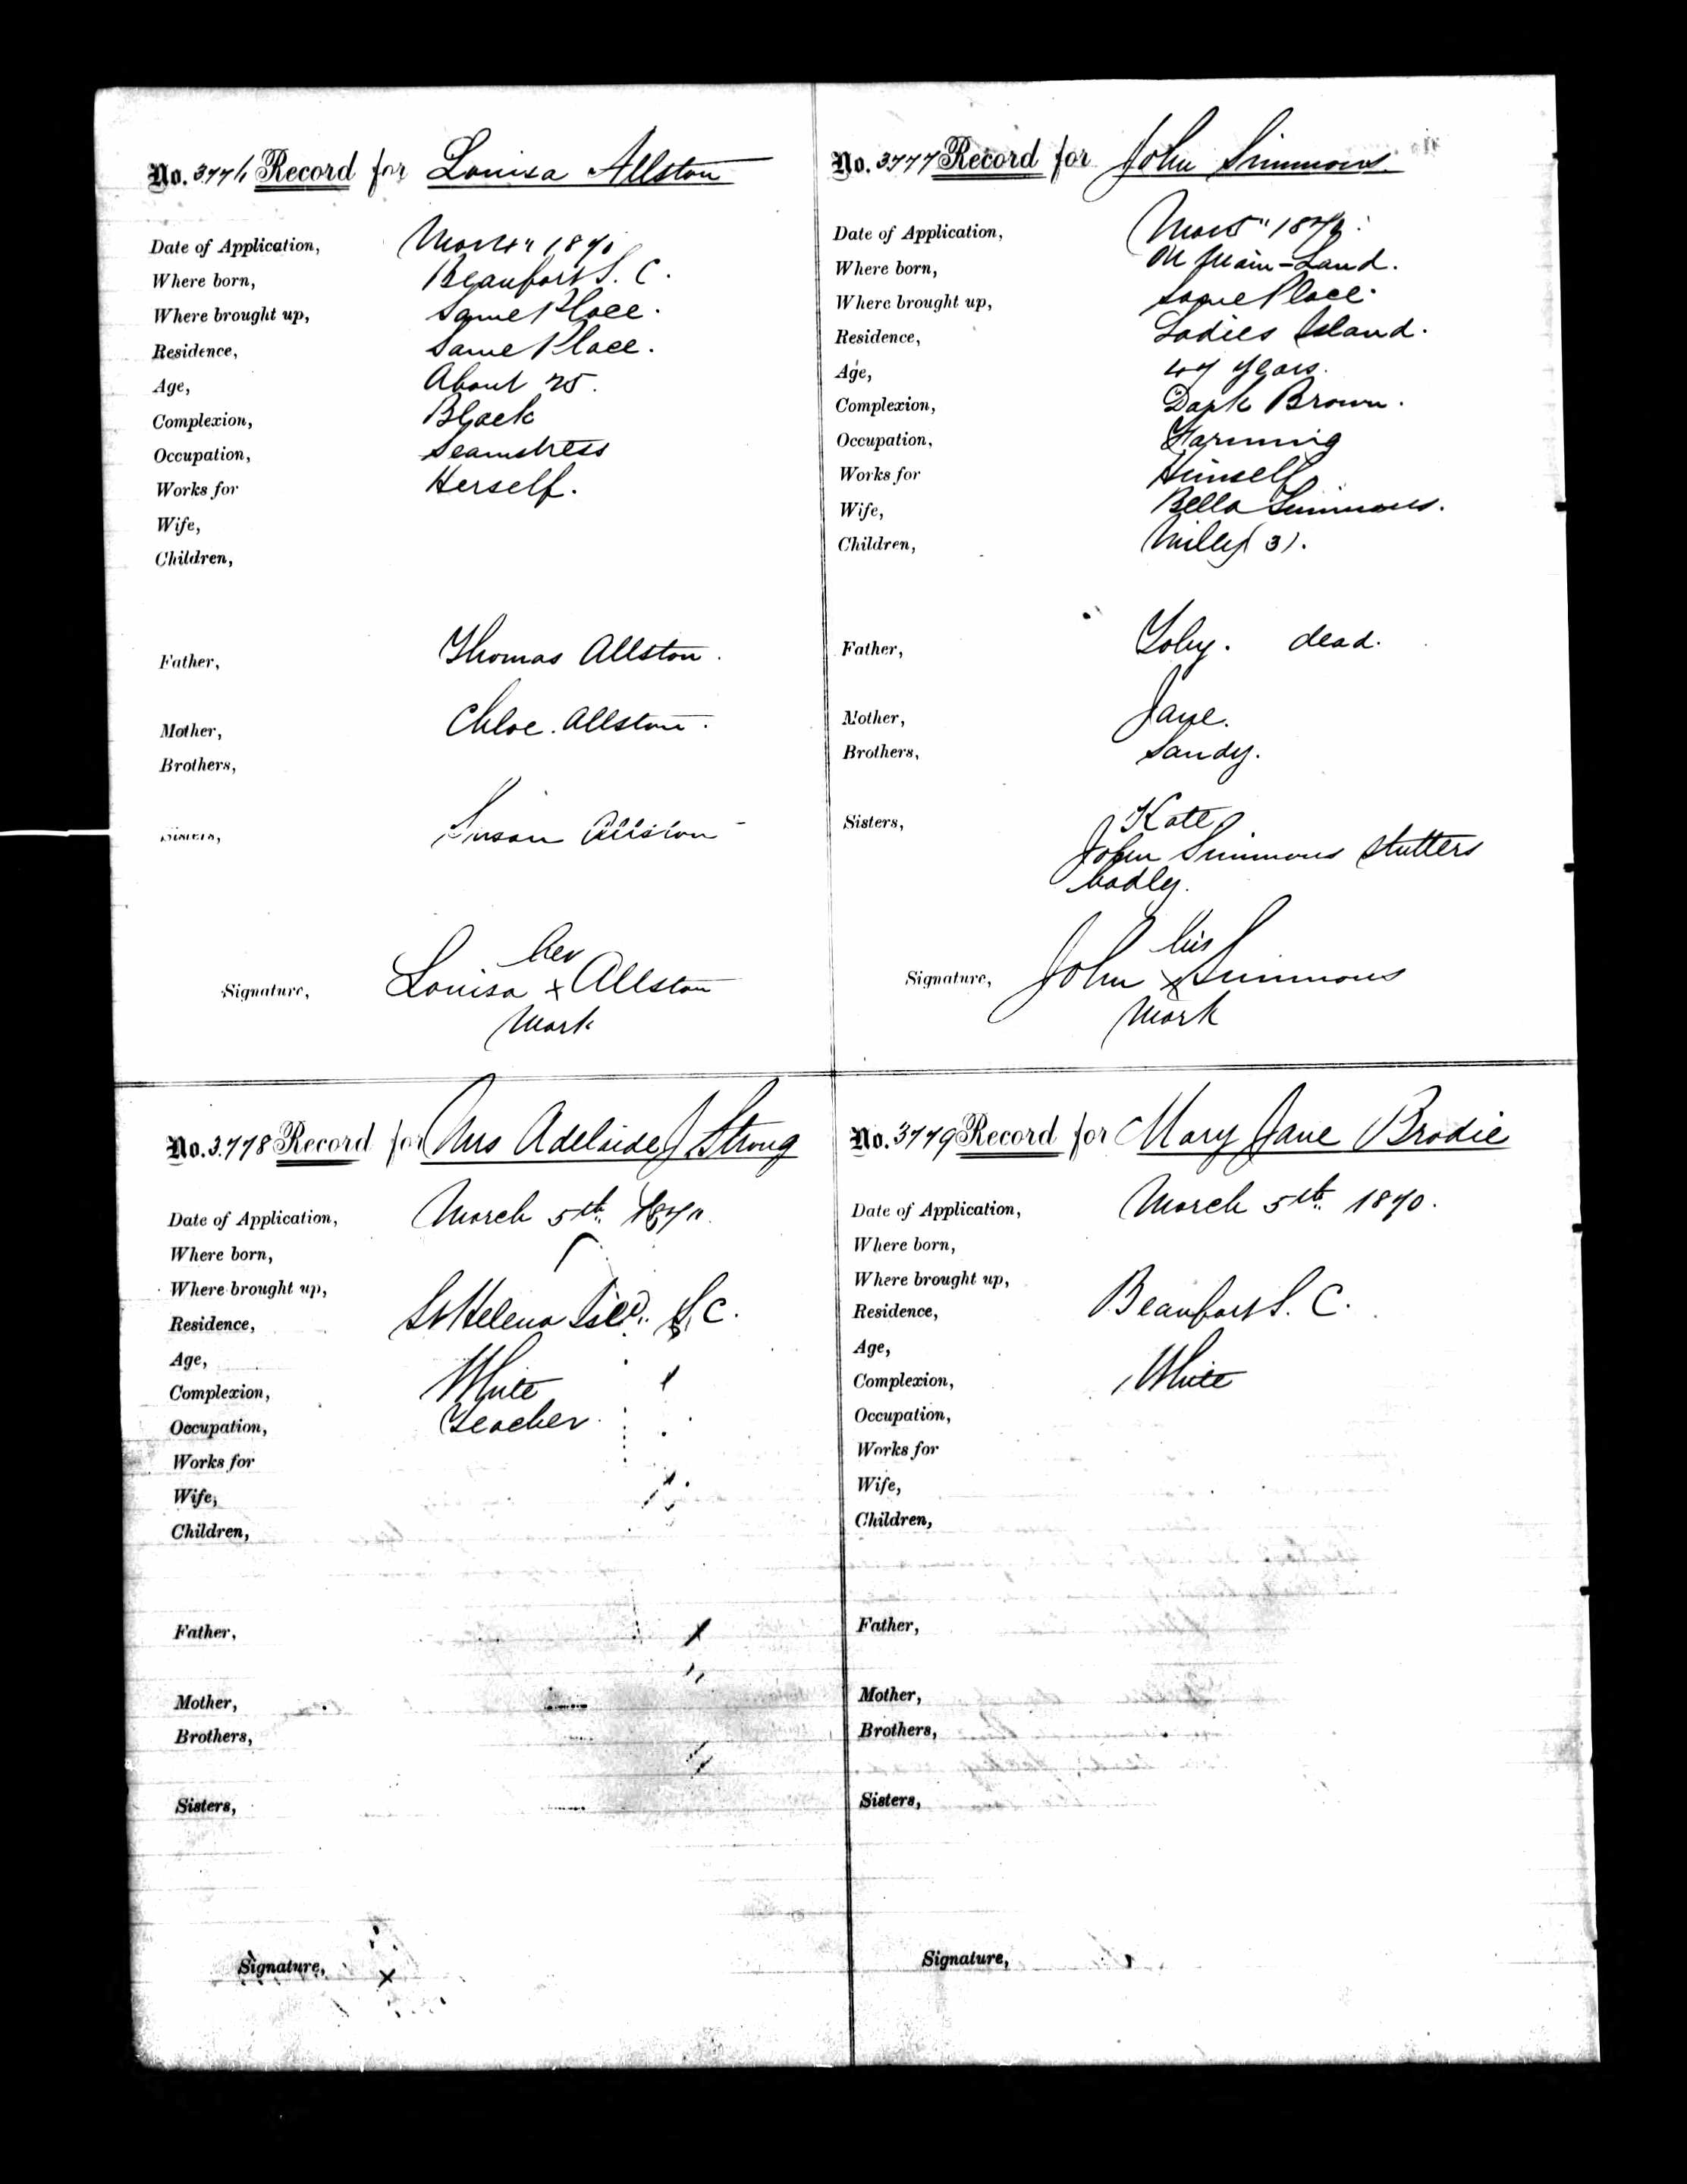 No. 3776 Record for Louisa Allston
Date of Application, Mar 4" 1870
Where born, Beaufort S. C.
Where brought up, Same Place.
Residence, Same Place.
Age, About 25.
Complexion, Black
Occupation, Seamstress
Works for Herself.
Wife,
Children,
Father, Thomas Allston.
Mother, Chloe. Allston.
Brothers,
Sisters, Susan Allston
her
Signature, Louisa x Allston
Mark
No. 3777 Record for John Simmons.
Date of Application, Mar 5" 1870.
Where born, Main-Land.
Where brought up, Same Place.
Residence, Ladies Island.
Age, 47 years.
Complexion, Dark Brown.
Occupation, Farming
Works for Himself
Wife, Bella Simmons.
Children, Milley (3).
Father, Toby. dead.
Mother, Jane.
Brothers, Sandy.
Sisters, Kate
John Simmons stutters
badly.
his
Signature, John x Simmons
Mark
No. 3778 Record for Mrs Adelaide J Strong
Date of Application, March 5th 1870.
Where born,
Where brought up,
Residence, St Helena Isld. S. C.
Age,
Complexion, White
Occupation, Teacher
Works for
Wife,
Children,
Father,
Mother,
Brothers,
Sisters,
Signature, x
No. 3779 Record for Mary Jane Brodie
Date of Application, March 5th 1870.
Where born,
Where brought up,
Residence, Beaufort S. C.
Age,
Complexion, White
Occupation,
Works for
Wife,
Children,
Father,
Mother,
Brothers,
Sisters,
Signature,